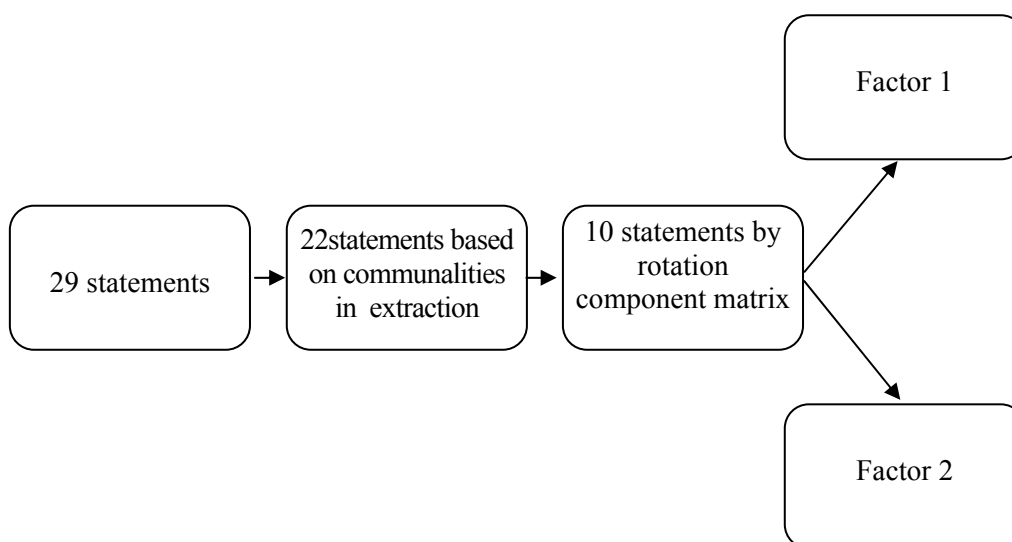 Factor 1
29 statements
22statements based
on communalities
in extraction
10 statements by
rotation
component matrix
Factor 2